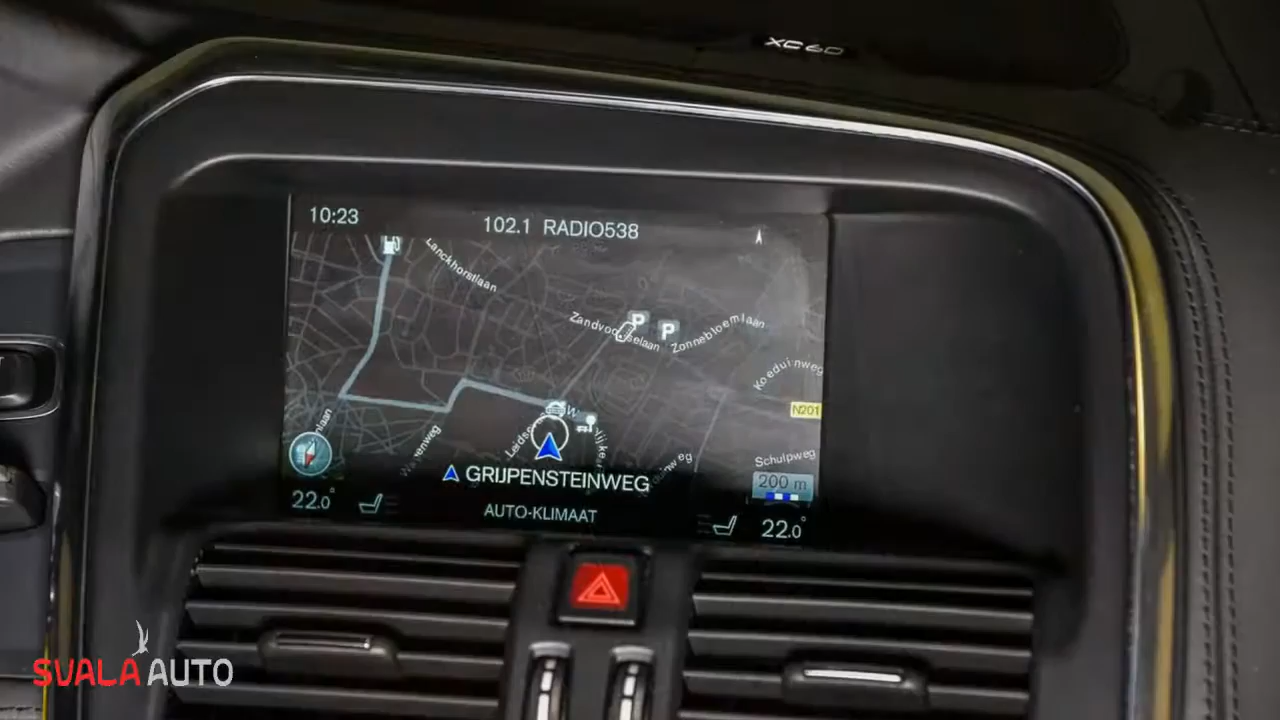 XC60
10:23
102.1 RADIO538
Lanckhorstlaan
P
P
Zonnebloemlaan
Koeduinweg
N201
W
Schulpweg
GRIJPENSTEINWEG
200 m
22.0°
AUTO-KLIMAAT
22.0°
SVALA AUTO